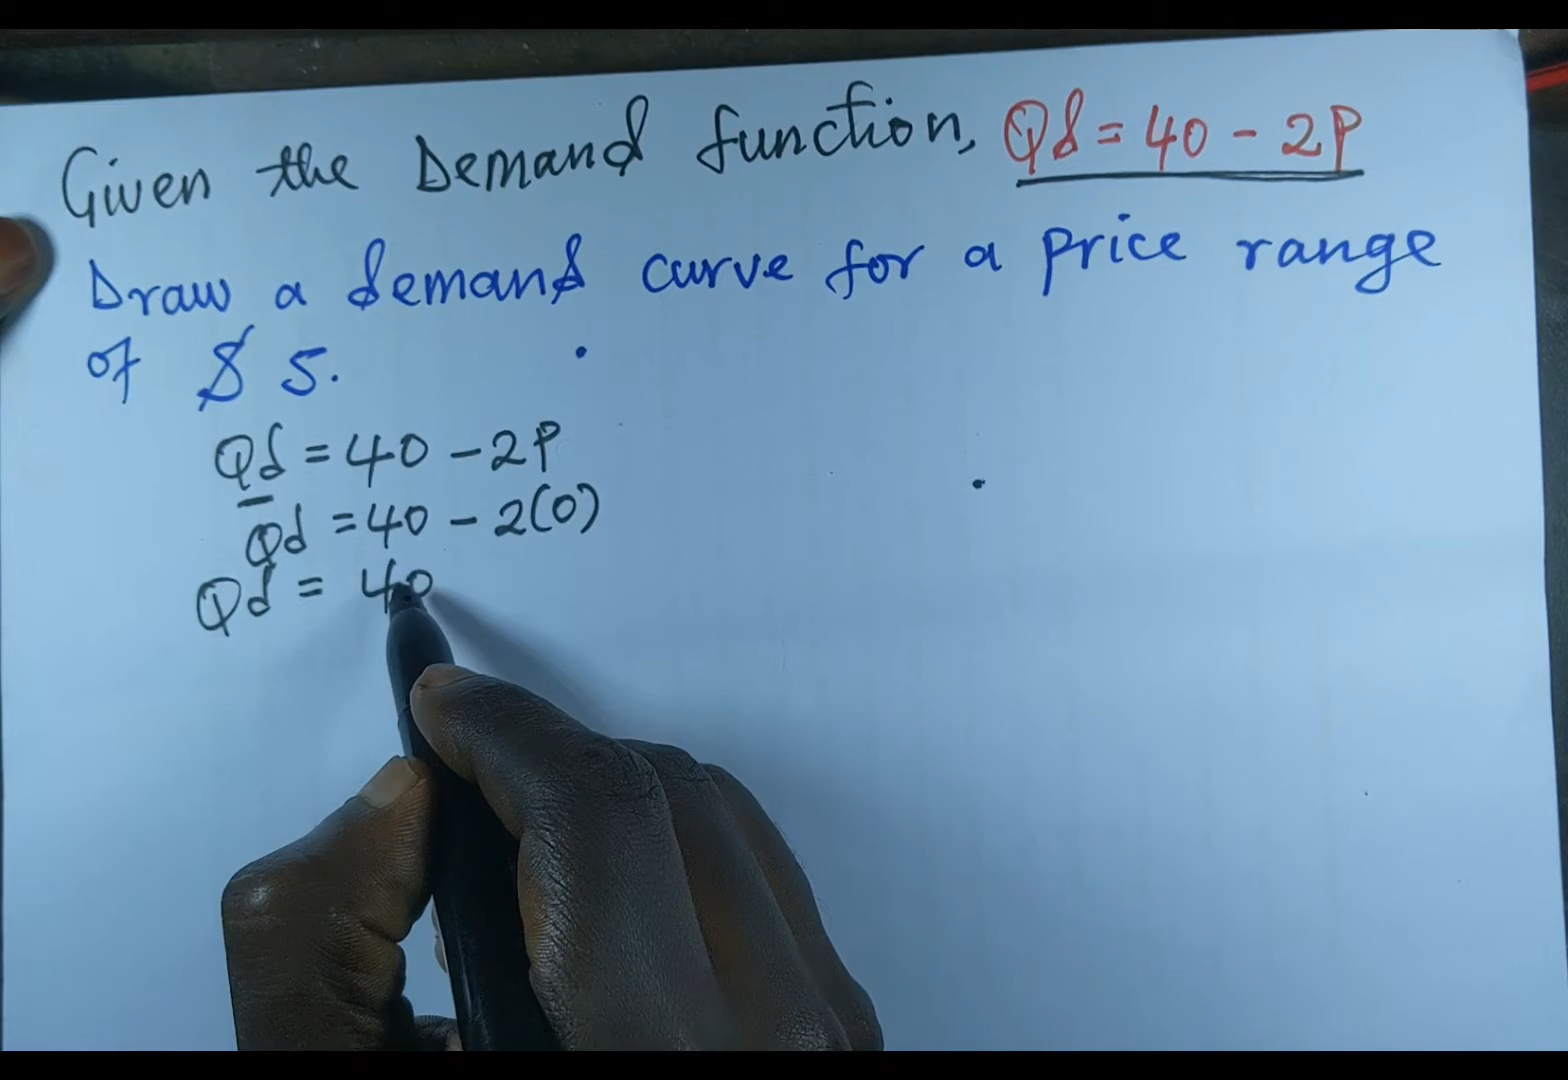 Given the Demand function, Qd = 40 - 2P
Draw a demand curve for a price range
of $ 5.
Qd = 40 - 2P
Qd = 40 - 2(0)
Qd = 40